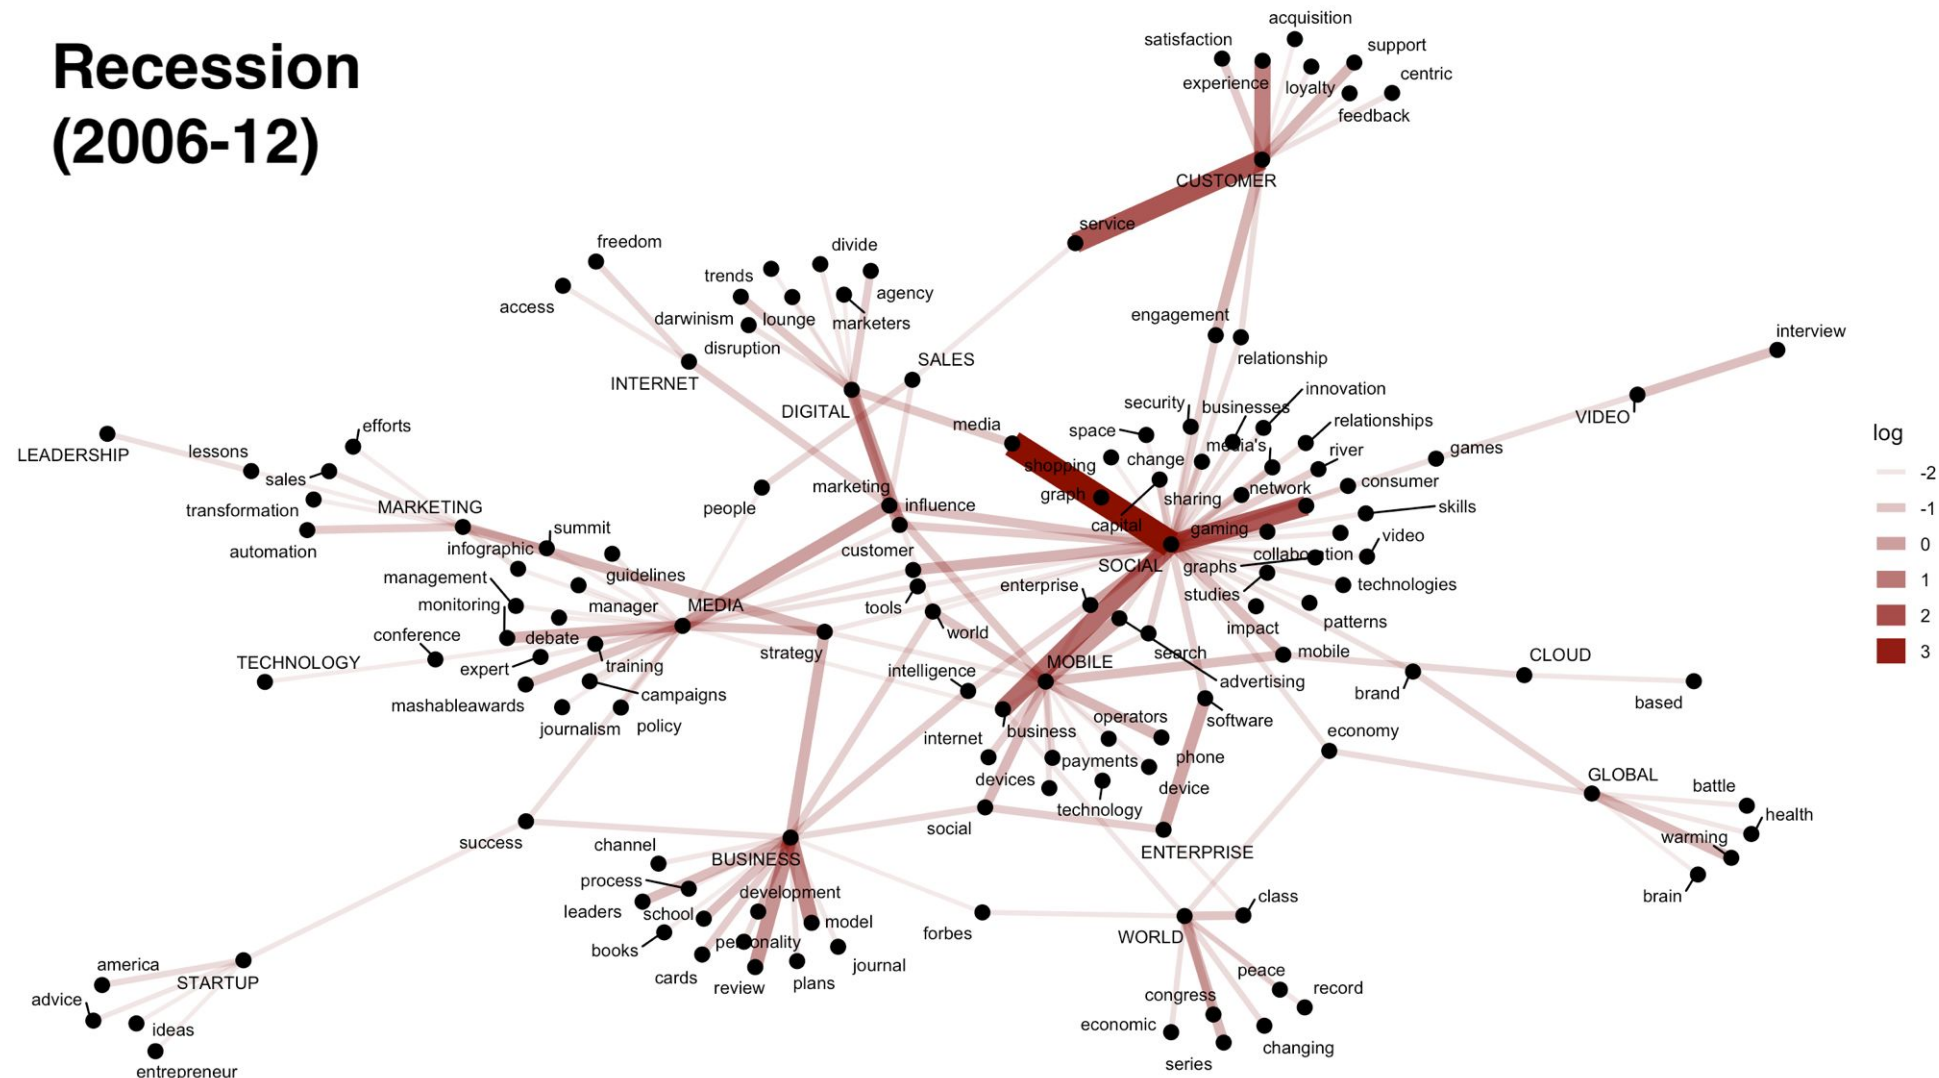 Recession
(2006-12)
acquisition
satisfaction
support
experience
loyalty
centric
feedback
CUSTOMER
service
freedom
divide
trends
access
agency
darwinism
lounge
marketers
disruption
engagement
relationship
interview
INTERNET
SALES
DIGITAL
innovation
security
businesses
VIDEO
relationships
media
space
media's
river
efforts
LEADERSHIP
lessons
games
sales
shopping
change
marketing
influence
graph
sharing
network
consumer
transformation
MARKETING
people
capital
gaming
skills
automation
summit
infographic
customer
collaboration
video
SOCIAL
graphs
management
guidelines
enterprise
studies
technologies
monitoring
manager
MEDIA
tools
conference
debate
world
impact
patterns
TECHNOLOGY
expert
training
strategy
search
mobile
CLOUD
intelligence
MOBILE
advertising
brand
based
mashableawards
campaigns
journalism
policy
operators
software
internet
business
economy
payments
phone
devices
device
GLOBAL
battle
technology
health
success
social
warming
channel
BUSINESS
ENTERPRISE
process
development
brain
leaders
school
model
class
books
personality
forbes
WORLD
cards
review
plans
journal
america
STARTUP
peace
record
advice
congress
ideas
economic
changing
entrepreneur
series
log
-2
-1
0
1
2
3